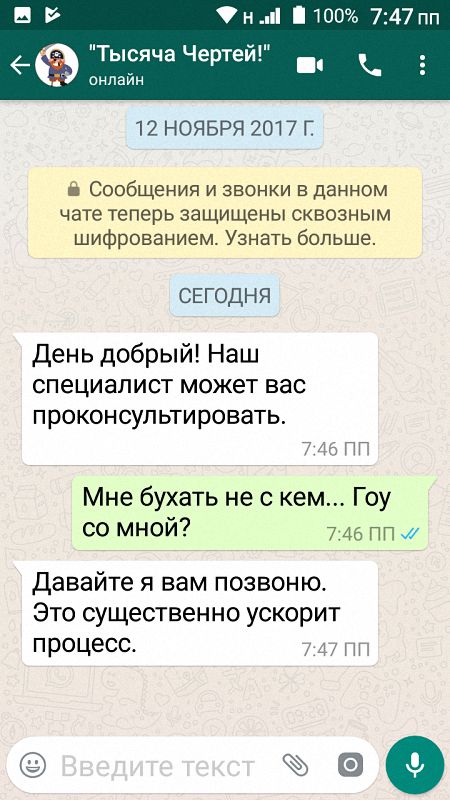 Н 100% 7:47 пп
"Тысяча Чертей!"
онлайн
12 НОЯБРЯ 2017 Г.
Сообщения и звонки в данном
чате теперь защищены сквозным
шифрованием. Узнать больше.
СЕГОДНЯ
День добрый! Наш
специалист может вас
проконсультировать.
7:46 ПП
Мне бухать не с кем... Гоу
со мной?
7:46 ПП
Давайте я вам позвоню.
Это существенно ускорит
процесс.
7:47 ПП
Введите текст